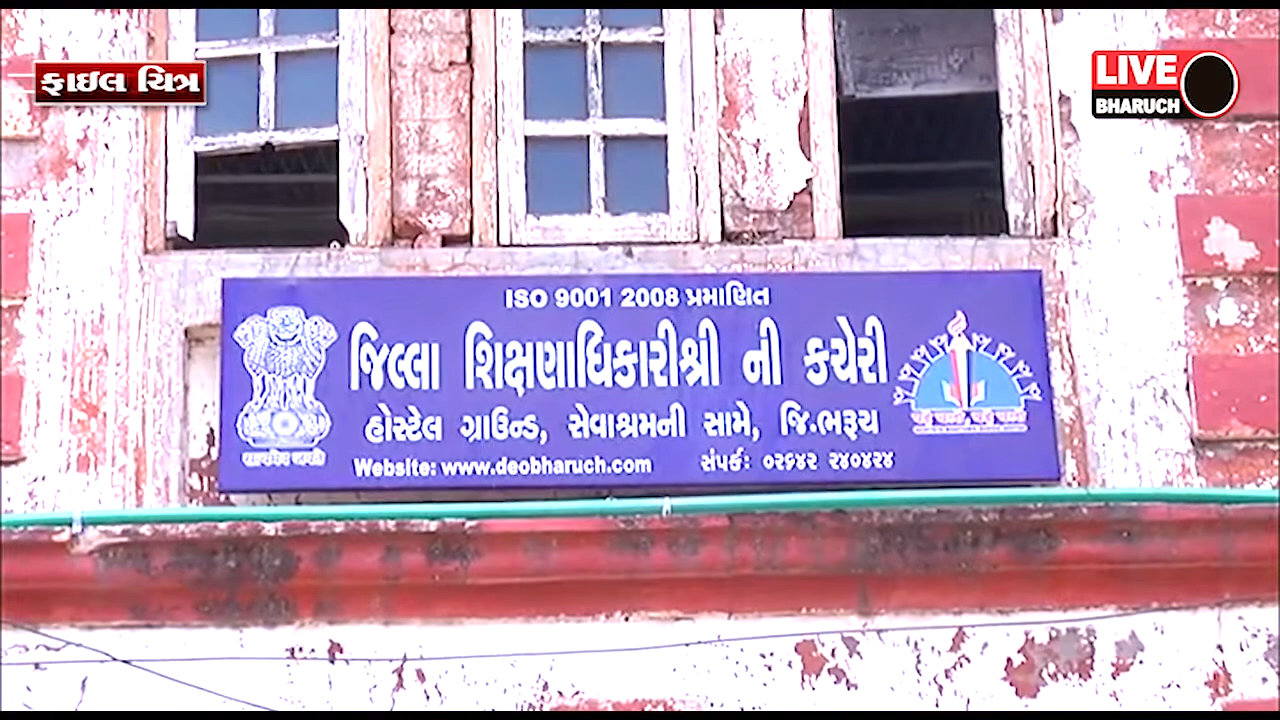 ફાઇલ ચિત્ર
LIVE
BHARUCH
ISO 9001 2008 પ્રમાણિત
જિલ્લા શિક્ષણાધિકારીશ્રી ની કચેરી
હોસ્ટેલ ગ્રાઉન્ડ, સેવાશ્રમની સામે, જિ.ભરૂચ
Website: www.deobharuch.com સંપર્ક: ૦૨૬૪૨ ૨૪૦૪૨૪